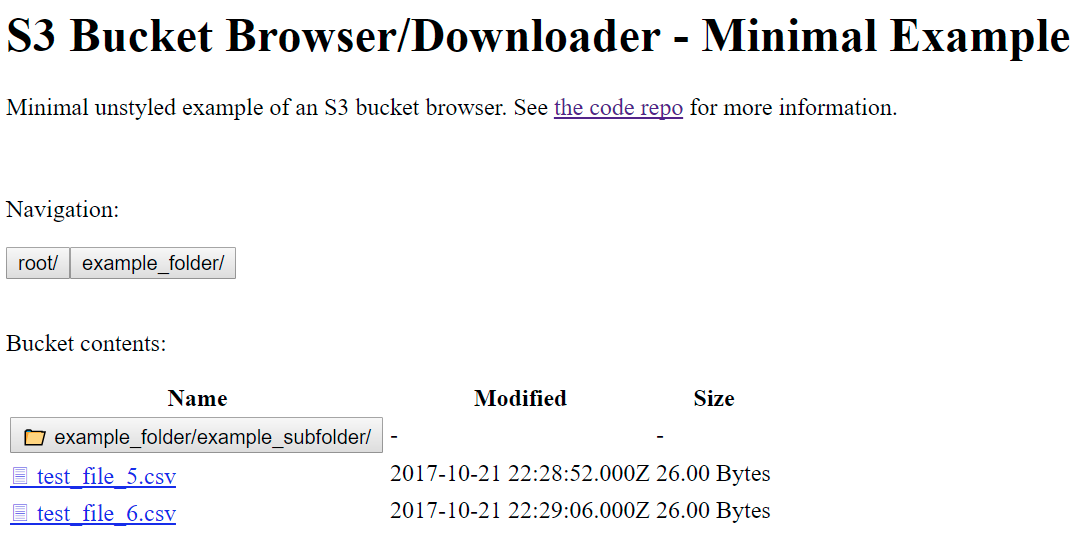 S3 Bucket Browser/Downloader - Minimal Example
Minimal unstyled example of an S3 bucket browser. See the code repo for more information.
Navigation:
root/ example_folder/
Bucket contents:
Name Modified Size
example_folder/example_subfolder/ - -
test_file_5.csv 2017-10-21 22:28:52.000Z 26.00 Bytes
test_file_6.csv 2017-10-21 22:29:06.000Z 26.00 Bytes